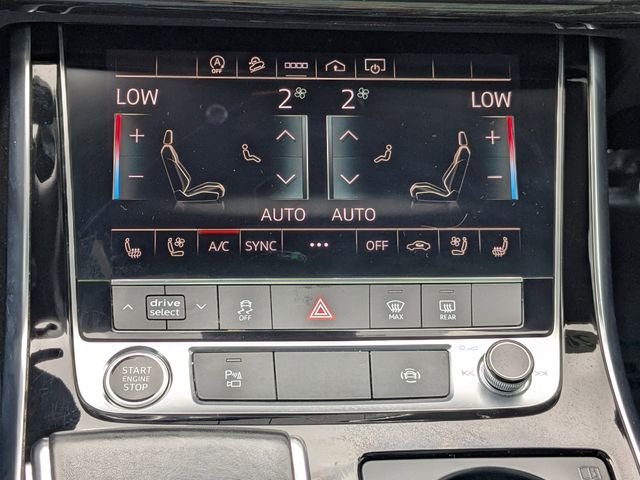 A OFF
LOW 2 2 LOW
+ +
− −
AUTO AUTO
A/C SYNC OFF
drive select OFF MAX REAR
START ENGINE STOP P